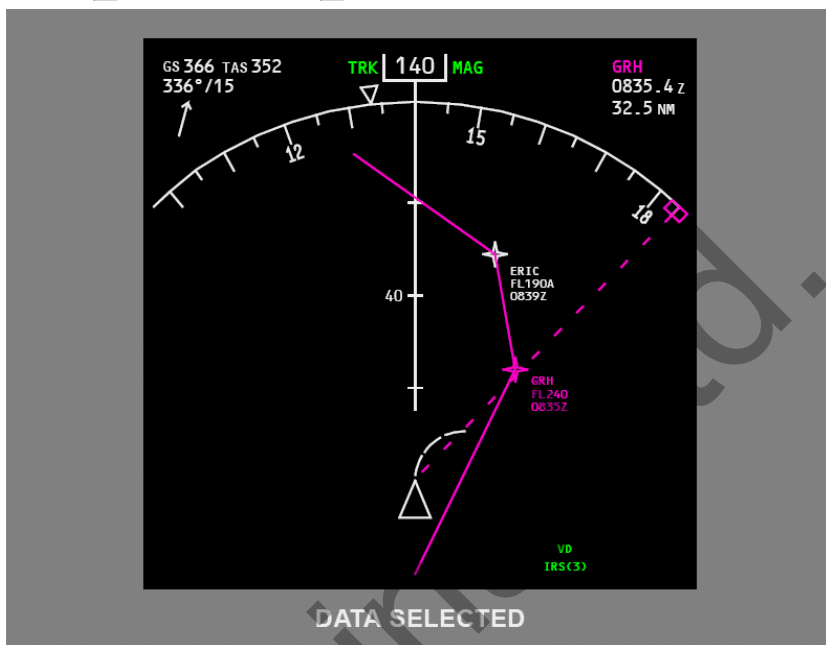 GS 366 TAS 352
336°/15
TRK 140 MAG
GRH
0835.4 Z
32.5 NM
12
15
18
ERIC
FL190A
0839Z
40
GRH
FL240
0835Z
VD
IRS(3)
DATA SELECTED